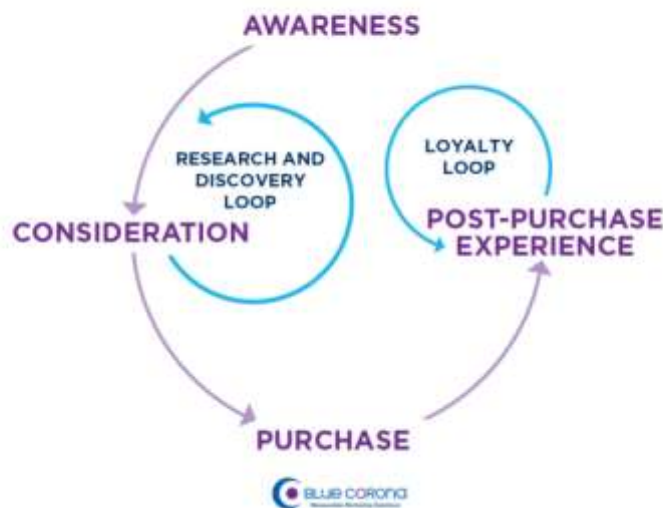 AWARENESS
RESEARCH AND
DISCOVERY
LOOP
LOYALTY
LOOP
CONSIDERATION
POST-PURCHASE
EXPERIENCE
PURCHASE
BLUE CORONA